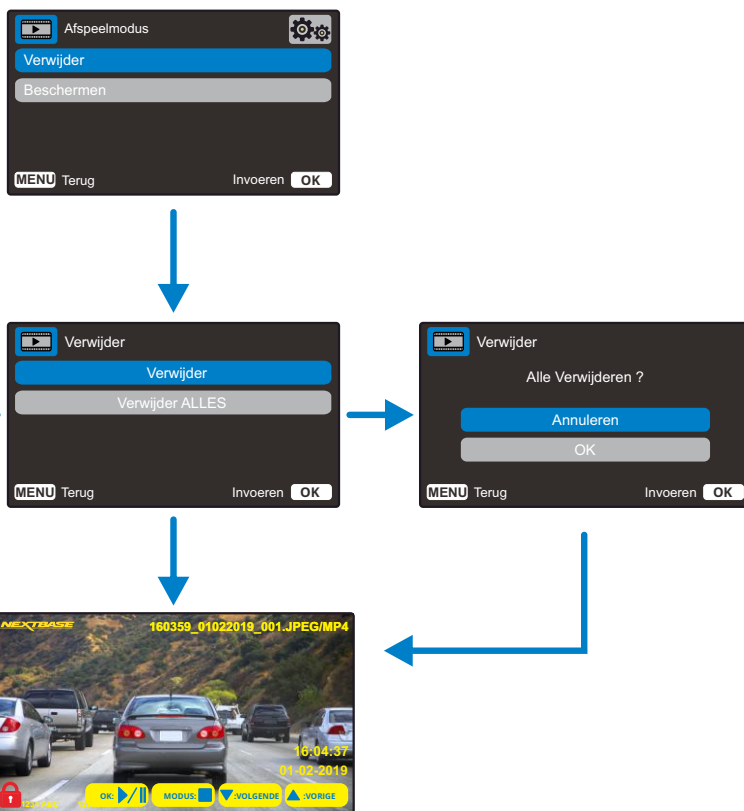 Afspeelmodus
Verwijder
Beschermen
MENU Terug Invoeren OK
Verwijder
Verwijder
Verwijder ALLES
MENU Terug Invoeren OK
Verwijder
Alle Verwijderen ?
Annuleren
OK
MENU Terug Invoeren OK
NEXTBASE 160359_01022019_001.JPEG/MP4
16:04:37
01-02-2019
OK: MODUS: :VOLGENDE :VORIGE